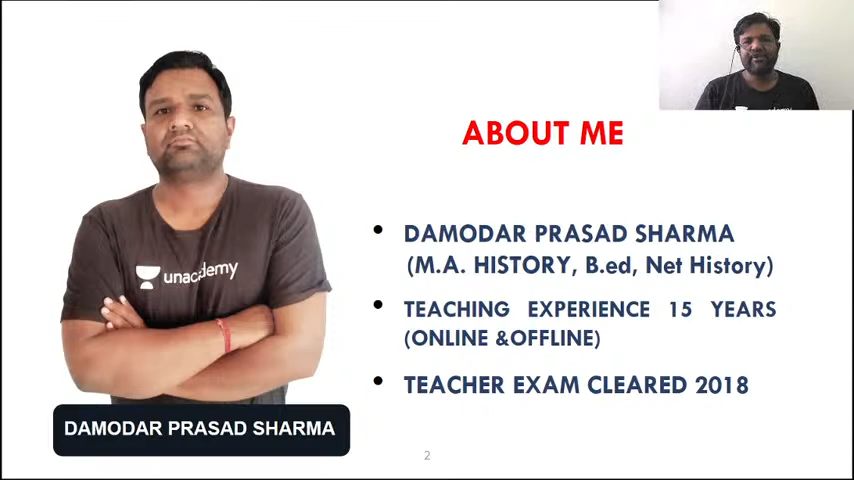 ABOUT ME
• DAMODAR PRASAD SHARMA
(M.A. HISTORY, B.ed, Net History)
• TEACHING EXPERIENCE 15 YEARS
(ONLINE &OFFLINE)
• TEACHER EXAM CLEARED 2018
unacademy
DAMODAR PRASAD SHARMA
2